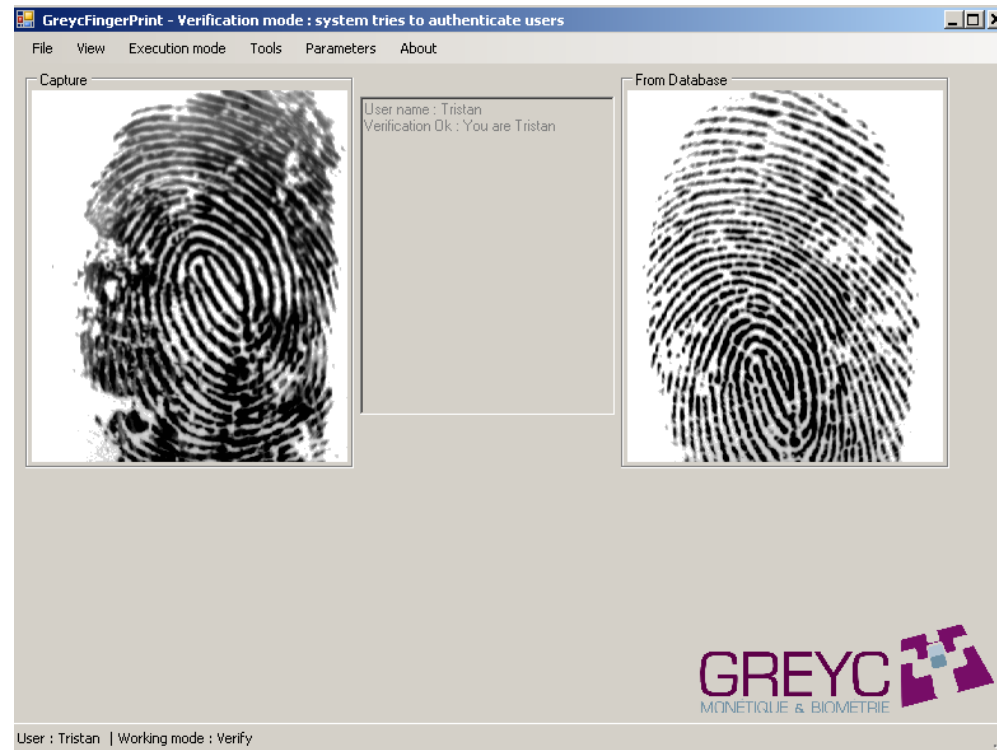 GreycFingerPrint - Verification mode : system tries to authenticate users
File View Execution mode Tools Parameters About
Capture
User name : Tristan
Verification Ok : You are Tristan
From Database
GREYC
MONÉTIQUE & BIOMETRIE
User : Tristan | Working mode : Verify